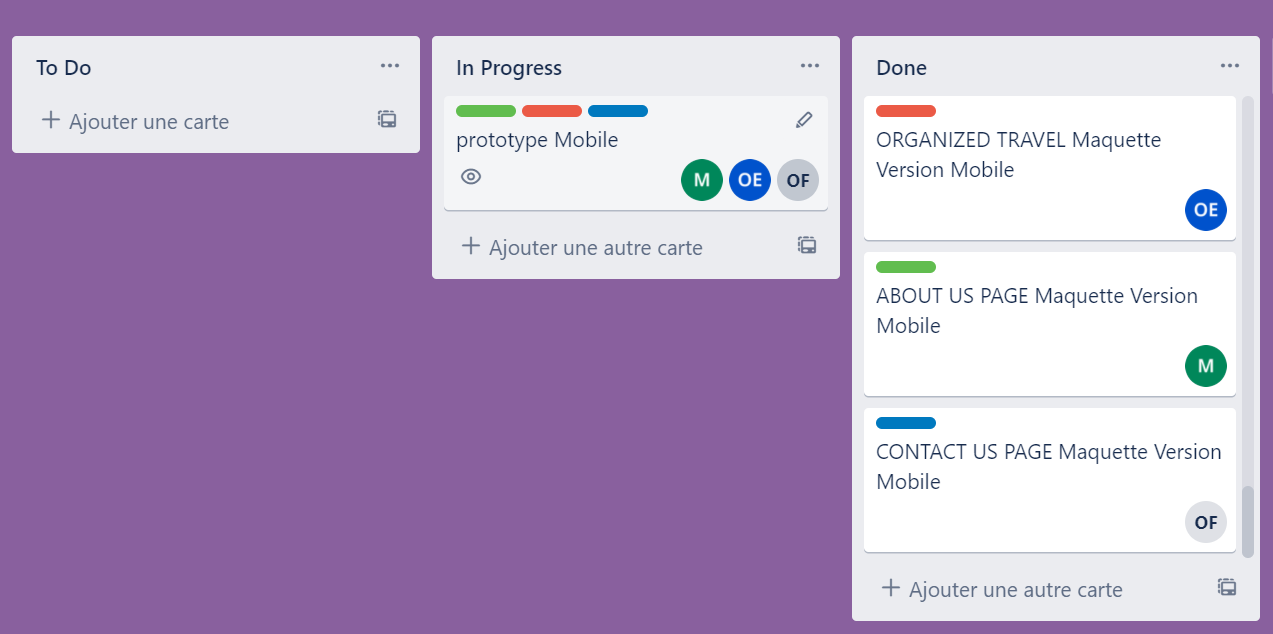 To Do
Ajouter une carte
In Progress
prototype Mobile
M OE OF
Ajouter une autre carte
Done
ORGANIZED TRAVEL Maquette
Version Mobile
OE
ABOUT US PAGE Maquette Version
Mobile
M
CONTACT US PAGE Maquette Version
Mobile
OF
Ajouter une autre carte